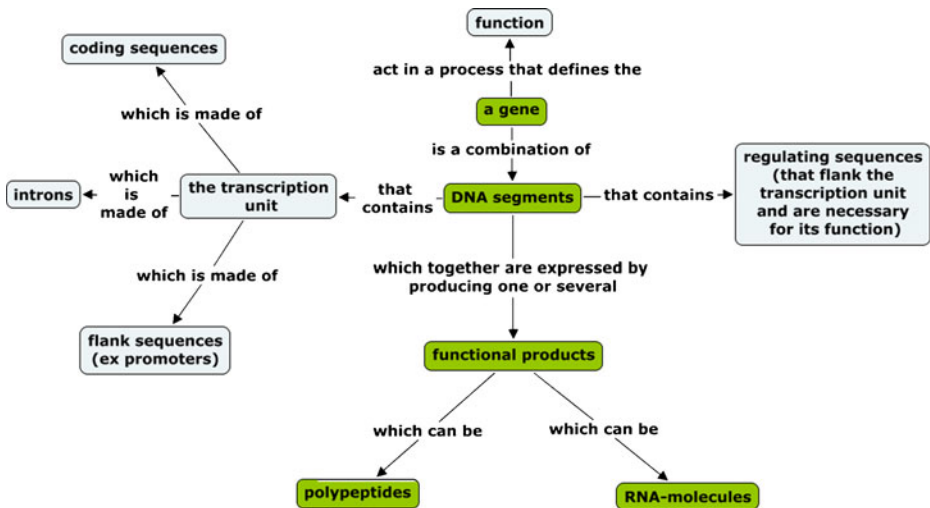 function
coding sequences
act in a process that defines the
which is made of
a gene
is a combination of
regulating sequences
(that flank the
transcription unit
and are necessary
for its function)
introns
which
is
made of
the transcription
unit
that
contains
DNA segments
that contains
which is made of
which together are expressed by
producing one or several
flank sequences
(ex promoters)
functional products
which can be
which can be
polypeptides
RNA-molecules